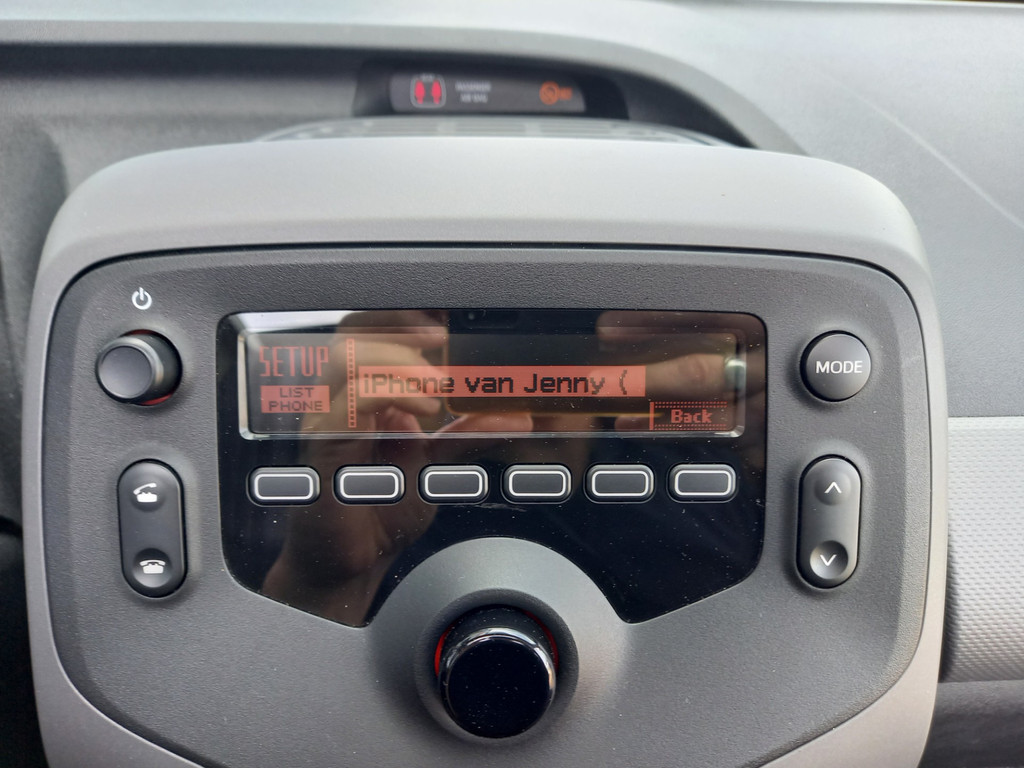 SETUP
LIST
PHONE
iPhone van Jenny (
Back
MODE